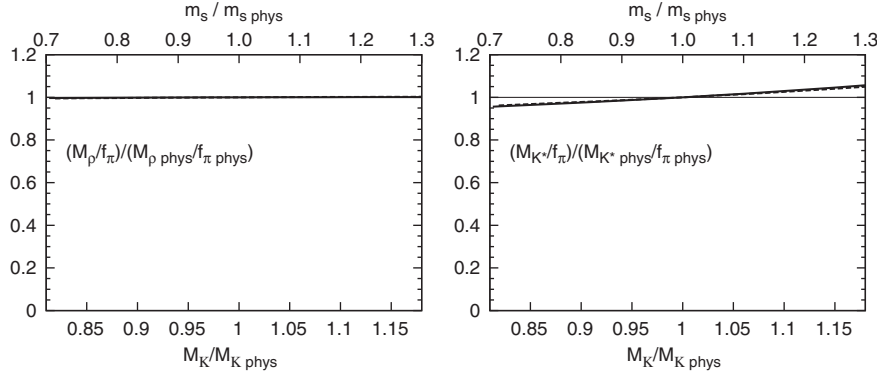 m_s / m_s phys
0.7 0.8 0.9 1.0 1.1 1.2 1.3
1.2
1
0.8
0.6
0.4
0.2
0
(M_ρ/f_π)/(M_ρ phys/f_π phys)
0.85 0.9 0.95 1 1.05 1.1 1.15
M_K/M_K phys
m_s / m_s phys
0.7 0.8 0.9 1.0 1.1 1.2 1.3
1.2
1
0.8
0.6
0.4
0.2
0
(M_K*/f_π)/(M_K* phys/f_π phys)
0.85 0.9 0.95 1 1.05 1.1 1.15
M_K/M_K phys